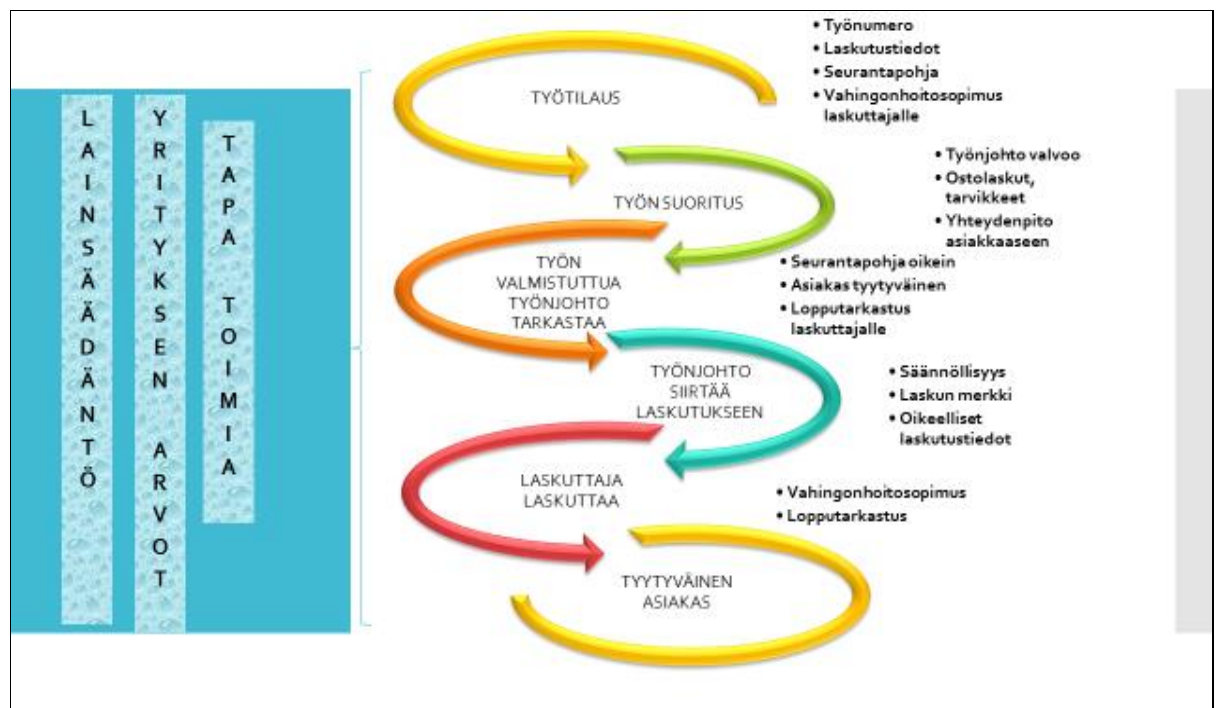 LAINSÄÄDÄNTÖ
YRITYKSEN ARVOT
TAPA TOIMIA
TYÖTILAUS
• Työnumero
• Laskutustiedot
• Seurantapohja
• Vahingonhoitosopimus
laskuttajalle
TYÖN SUORITUS
• Työnjohto valvoo
• Ostolaskut,
tarvikkeet
• Yhteydenpito
asiakkaaseen
TYÖN
VALMISTUTTUA
TYÖNJOHTO
TARKASTAA
• Seurantapohja oikein
• Asiakas tyytyväinen
• Lopputarkastus
laskuttajalle
TYÖNJOHTO
SIIRTÄÄ
LASKUTUKSEEN
• Säännöllisyys
• Laskun merkki
• Oikeelliset
laskutustiedot
LASKUTTAJA
LASKUTTAA
• Vahingonhoitosopimus
• Lopputarkastus
TYYTYVÄINEN
ASIAKAS